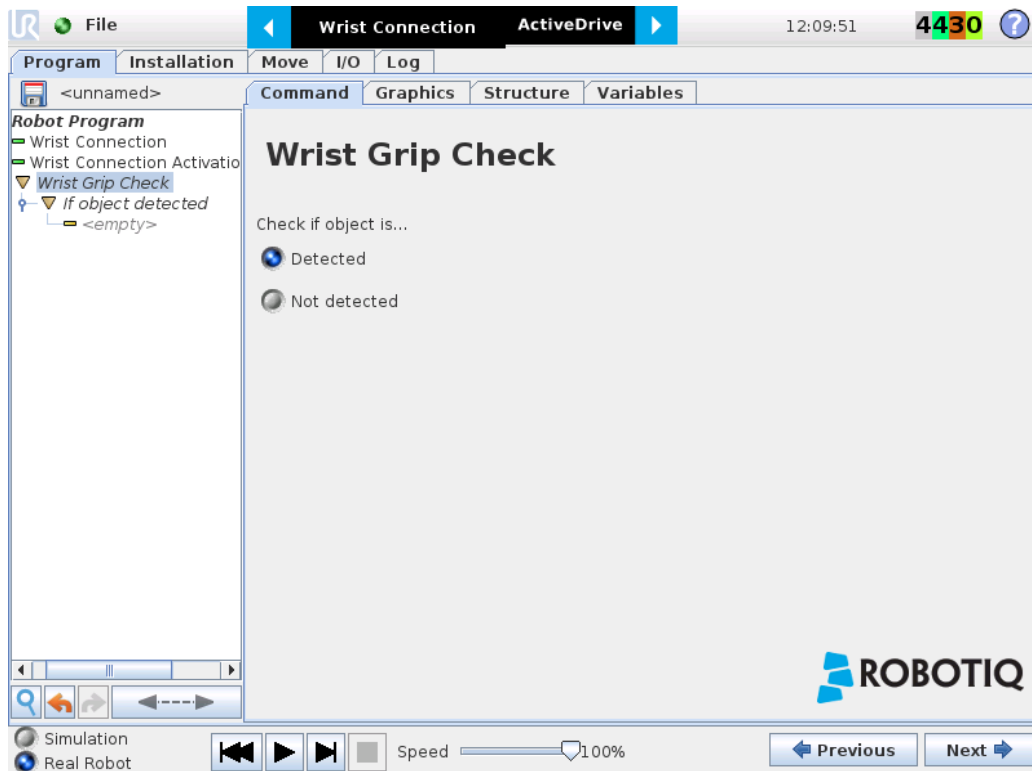 UR File Wrist Connection ActiveDrive 12:09:51 4430 ?
Program Installation Move I/O Log
<unnamed> Command Graphics Structure Variables
Robot Program
Wrist Connection
Wrist Connection Activatio
Wrist Grip Check
If object detected
<empty>
Wrist Grip Check
Check if object is...
Detected
Not detected
ROBOTIQ
Simulation
Real Robot
Speed 100% Previous Next